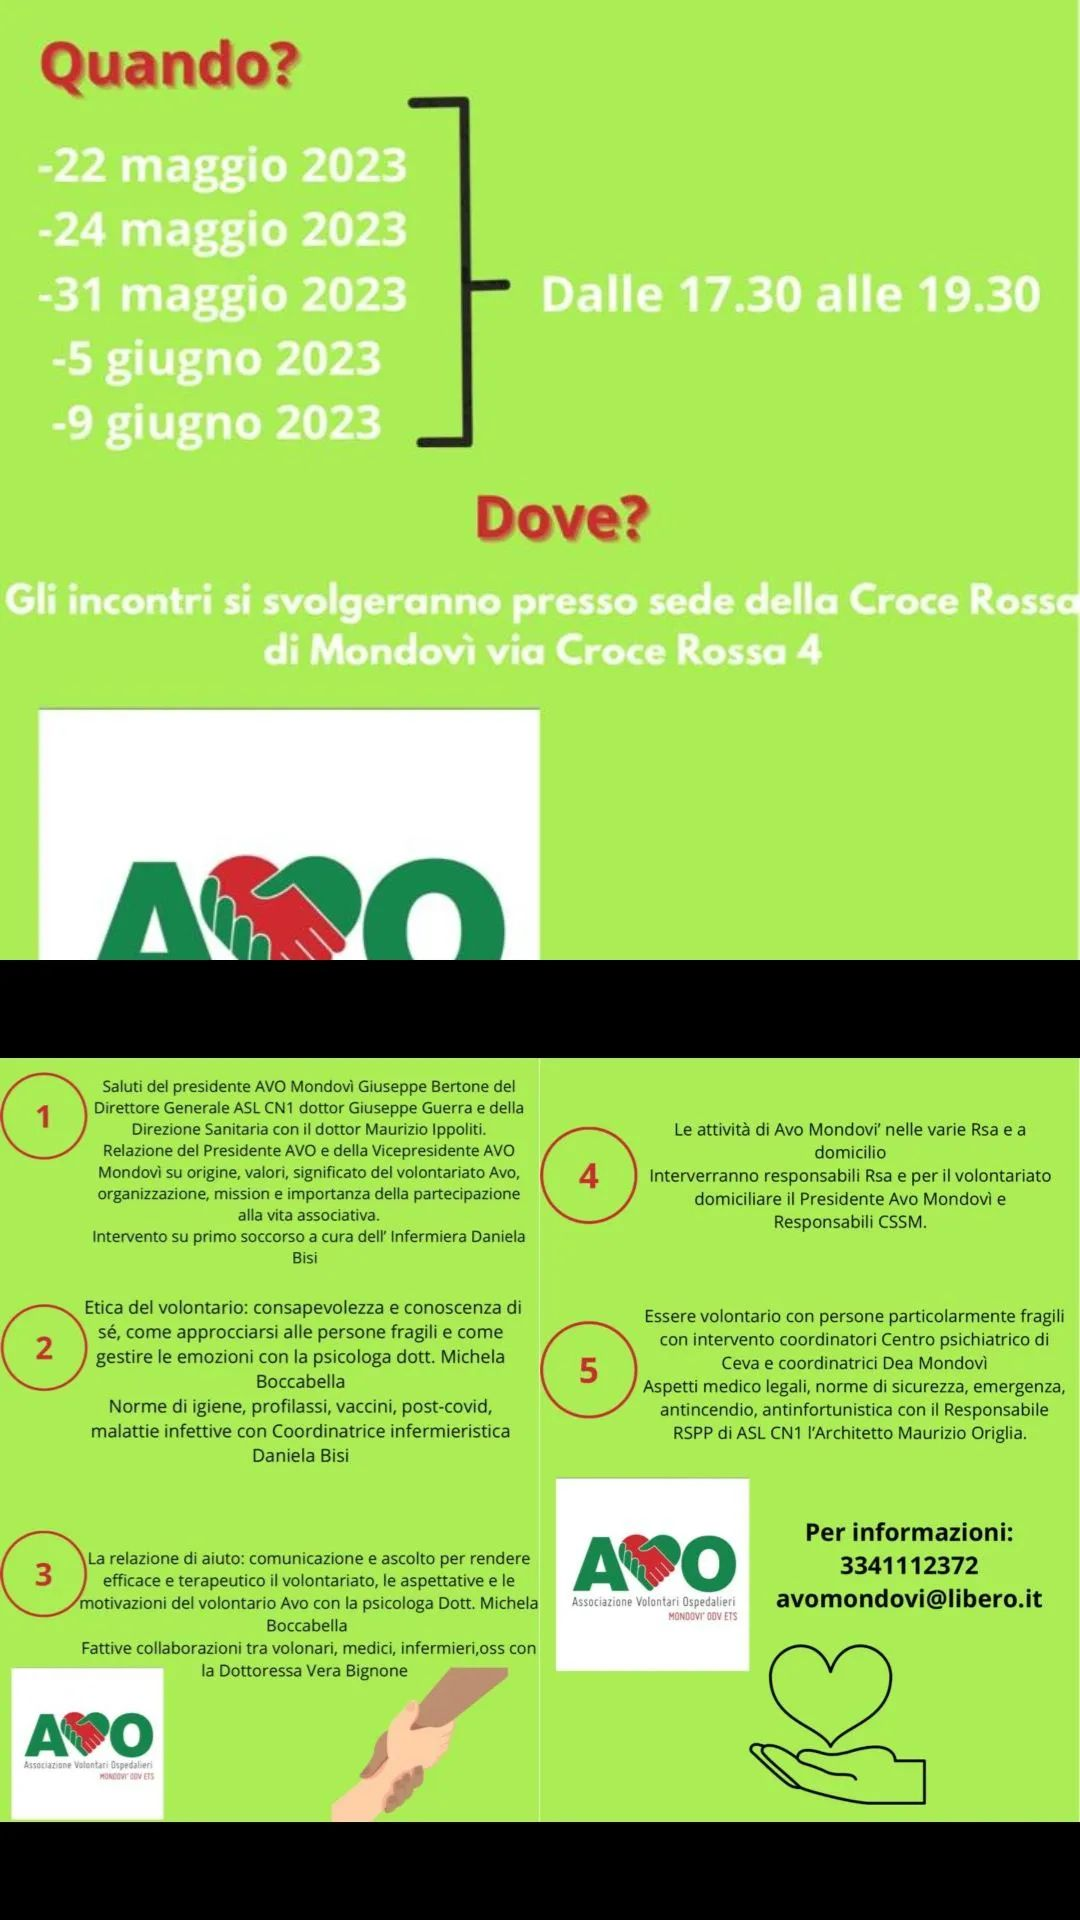 Quando?
-22 maggio 2023
-24 maggio 2023
-31 maggio 2023
-5 giugno 2023
-9 giugno 2023
Dalle 17.30 alle 19.30
Dove?
Gli incontri si svolgeranno presso sede della Croce Rossa
di Mondovì via Croce Rossa 4
AVO
1
Saluti del presidente AVO Mondovì Giuseppe Bertone del
Direttore Generale ASL CN1 dottor Giuseppe Guerra e della
Direzione Sanitaria con il dottor Maurizio Ippoliti.
Relazione del Presidente AVO e della Vicepresidente AVO
Mondovì su origine, valori, significato del volontariato Avo,
organizzazione, mission e importanza della partecipazione
alla vita associativa.
Intervento su primo soccorso a cura dell' Infermiera Daniela
Bisi
2
Etica del volontario: consapevolezza e conoscenza di
sé, come approcciarsi alle persone fragili e come
gestire le emozioni con la psicologa dott. Michela
Boccabella
Norme di igiene, profilassi, vaccini, post-covid,
malattie infettive con Coordinatrice infermieristica
Daniela Bisi
3
La relazione di aiuto: comunicazione e ascolto per rendere
efficace e terapeutico il volontariato, le aspettative e le
motivazioni del volontario Avo con la psicologa Dott. Michela
Boccabella
Fattive collaborazioni tra volonari, medici, infermieri,oss con
la Dottoressa Vera Bignone
AVO
Associazione Volontari Ospedalieri
MONDOVI' ODV ETS
4
Le attività di Avo Mondovi' nelle varie Rsa e a
domicilio
Interverranno responsabili Rsa e per il volontariato
domiciliare il Presidente Avo Mondovì e
Responsabili CSSM.
5
Essere volontario con persone particolarmente fragili
con intervento coordinatori Centro psichiatrico di
Ceva e coordinatrici Dea Mondovì
Aspetti medico legali, norme di sicurezza, emergenza,
antincendio, antinfortunistica con il Responsabile
RSPP di ASL CN1 l'Architetto Maurizio Origlia.
AVO
Associazione Volontari Ospedalieri
MONDOVI' ODV ETS
Per informazioni:
3341112372
avomondovi@libero.it